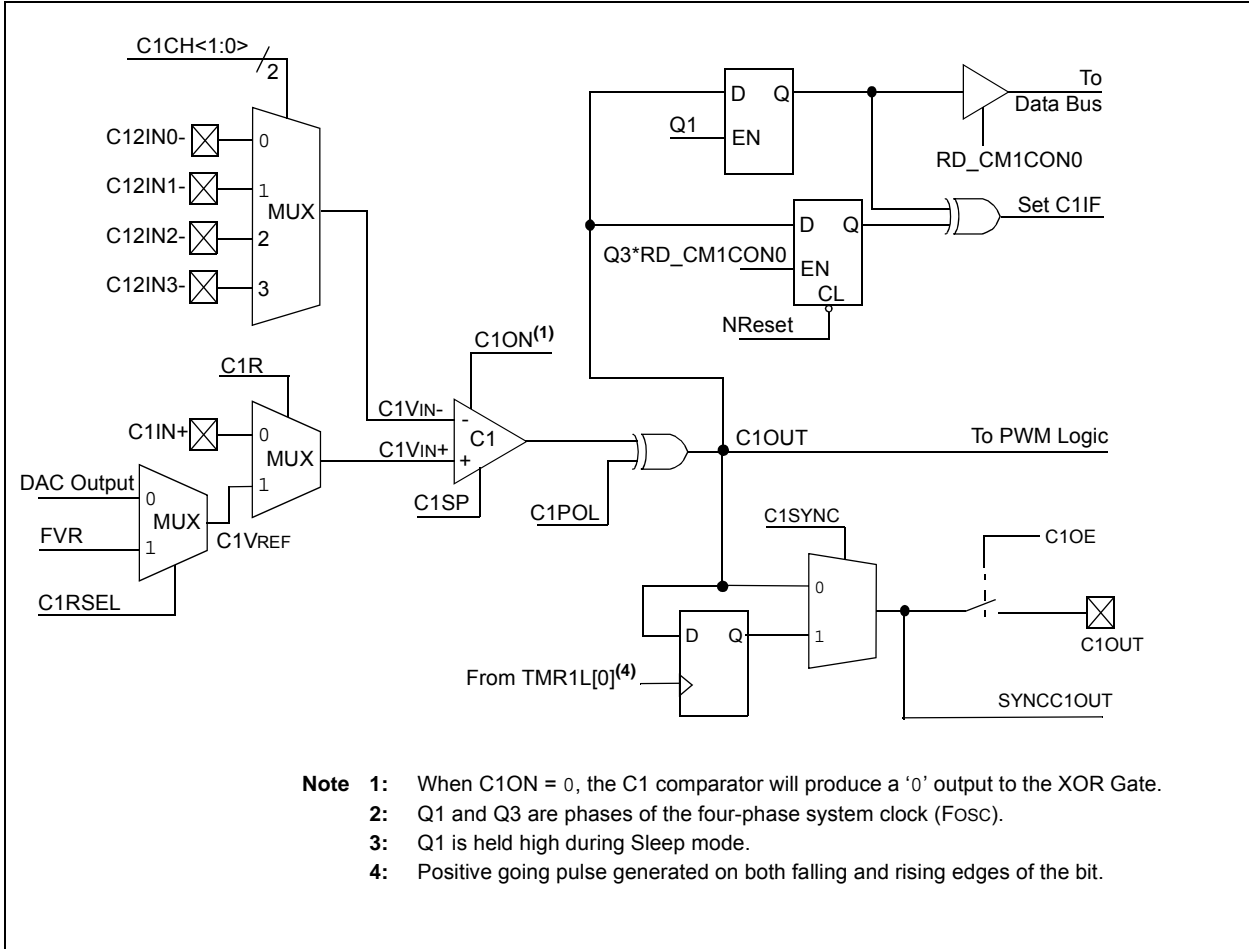 C1CH<1:0>
2
C12IN0-
0
C12IN1-
1
MUX
C12IN2-
2
C12IN3-
3
D Q
Q1
EN
To
Data Bus
RD_CM1CON0
D Q
Set C1IF
Q3*RD_CM1CON0
EN
CL
NReset
C1ON(1)
C1R
C1IN+
0
MUX
1
C1VIN-
-
C1
C1VIN+
+
C1SP
DAC Output
0
MUX
FVR
1
C1VREF
C1RSEL
C1POL
C1OUT
To PWM Logic
C1SYNC
C1OE
0
D Q
1
C1OUT
From TMR1L[0](4)
SYNCC1OUT
Note 1: When C1ON = 0, the C1 comparator will produce a ‘0’ output to the XOR Gate.
2: Q1 and Q3 are phases of the four-phase system clock (FOSC).
3: Q1 is held high during Sleep mode.
4: Positive going pulse generated on both falling and rising edges of the bit.